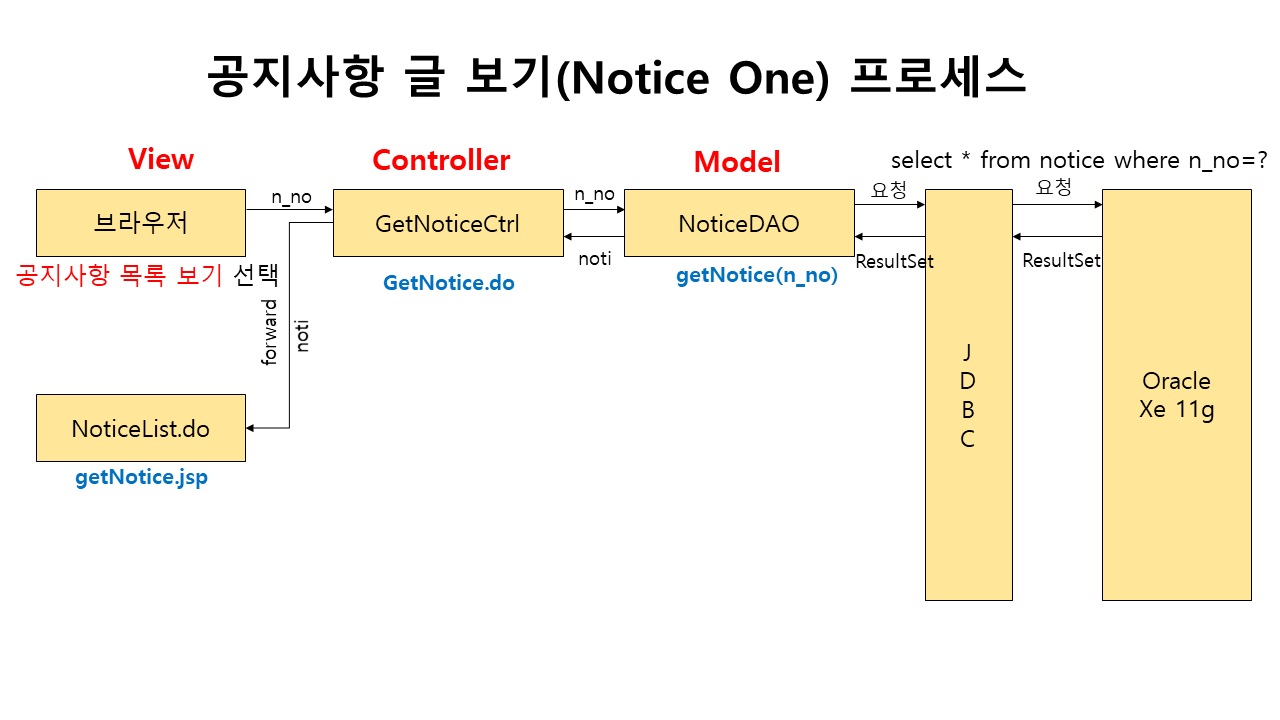 공지사항 글 보기(Notice One) 프로세스
View
Controller
Model
select * from notice where n_no=?
브라우저
n_no
GetNoticeCtrl
n_no
noti
NoticeDAO
요청
ResultSet
요청
ResultSet
공지사항 목록 보기 선택
GetNotice.do
getNotice(n_no)
forward
noti
J
D
B
C
Oracle
Xe 11g
NoticeList.do
getNotice.jsp